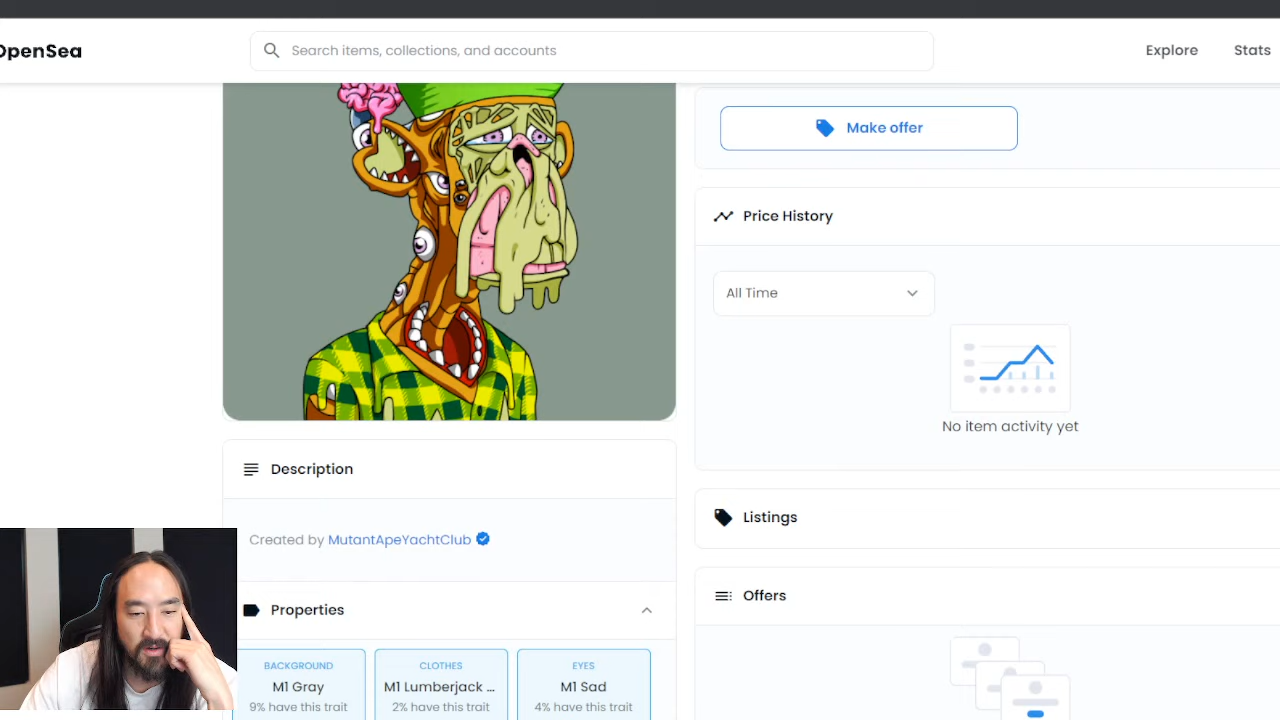 OpenSea
Search items, collections, and accounts
Explore
Stats
Make offer
Price History
All Time
No item activity yet
Description
Created by MutantApeYachtClub
Listings
Offers
Properties
BACKGROUND
M1 Gray
9% have this trait
CLOTHES
M1 Lumberjack ...
2% have this trait
EYES
M1 Sad
4% have this trait